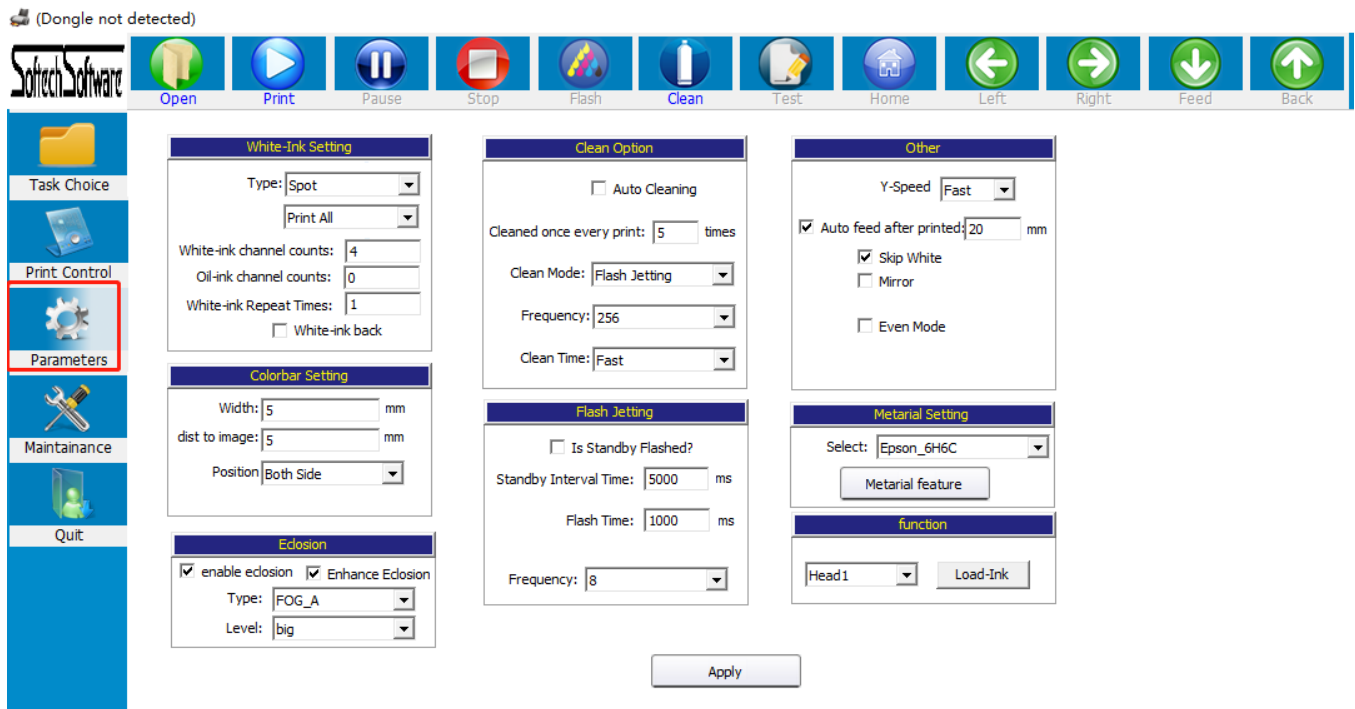 (Dongle not detected)
Softech Software
Open Print Pause Stop Flash Clean Test Home Left Right Feed Back
Task Choice
Print Control
Parameters
Maintainance
Quit
White-Ink Setting
Type: Spot
Print All
White-ink channel counts: 4
Oil-ink channel counts: 0
White-ink Repeat Times: 1
White-ink back
Colorbar Setting
Width: 5 mm
dist to image: 5 mm
Position Both Side
Eclosion
enable eclosion Enhance Eclosion
Type: FOG_A
Level: big
Clean Option
Auto Cleaning
Cleaned once every print: 5 times
Clean Mode: Flash Jetting
Frequency: 256
Clean Time: Fast
Flash Jetting
Is Standby Flashed?
Standby Interval Time: 5000 ms
Flash Time: 1000 ms
Frequency: 8
Other
Y-Speed Fast
Auto feed after printed: 20 mm
Skip White
Mirror
Even Mode
Metarial Setting
Select: Epson_6H6C
Metarial feature
function
Head1 Load-Ink
Apply